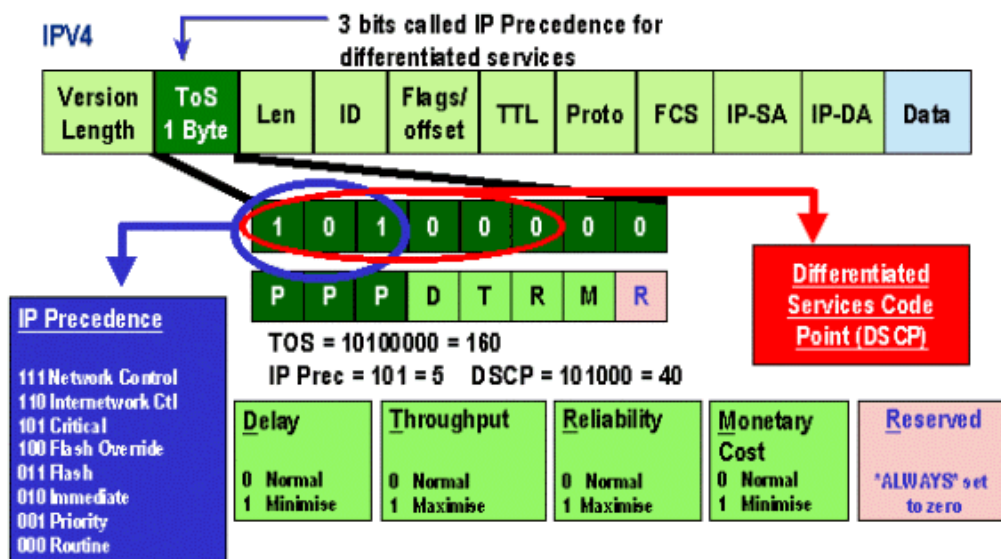 IPV4
3 bits called IP Precedence for
differentiated services
Version
Length
ToS
1 Byte
Len
ID
Flags/
offset
TTL
Proto
FCS
IP-SA
IP-DA
Data
1 0 1 0 0 0 0 0
P P P D T R M R
TOS = 10100000 = 160
IP Prec = 101 = 5 DSCP = 101000 = 40
Differentiated
Services Code
Point (DSCP)
IP Precedence
111 Network Control
110 Internetwork Ctl
101 Critical
100 Flash Override
011 Flash
010 Immediate
001 Priority
000 Routine
Delay
0 Normal
1 Minimise
Throughput
0 Normal
1 Maximise
Reliability
0 Normal
1 Maximise
Monetary
Cost
0 Normal
1 Minimise
Reserved
*ALWAYS* set
to zero